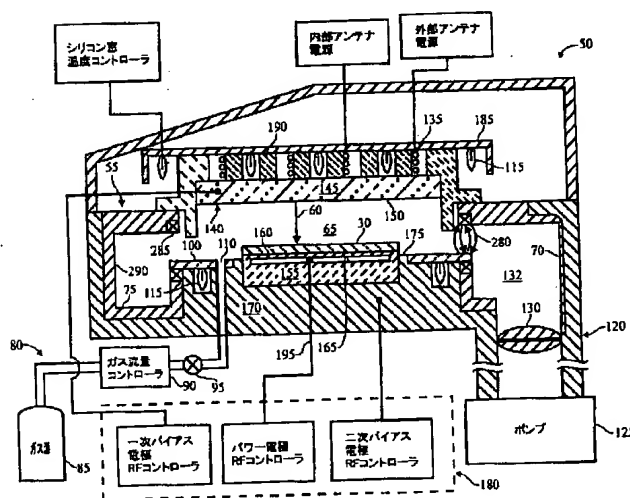 シリコン窓
温度コントローラ
内部アンテナ
電源
外部アンテナ
電源
50
190
135
185
55
115
145
140
60
150
285
100
110
160
65
30
175
280
70
290
75
115
155
132
170
130
120
80
ガス流量
コントローラ
90
95
195
165
ガス源
85
一次バイアス
電極
RFコントローラ
パワー電極
RFコントローラ
二次バイアス
電極
RFコントローラ
180
ポンプ
125